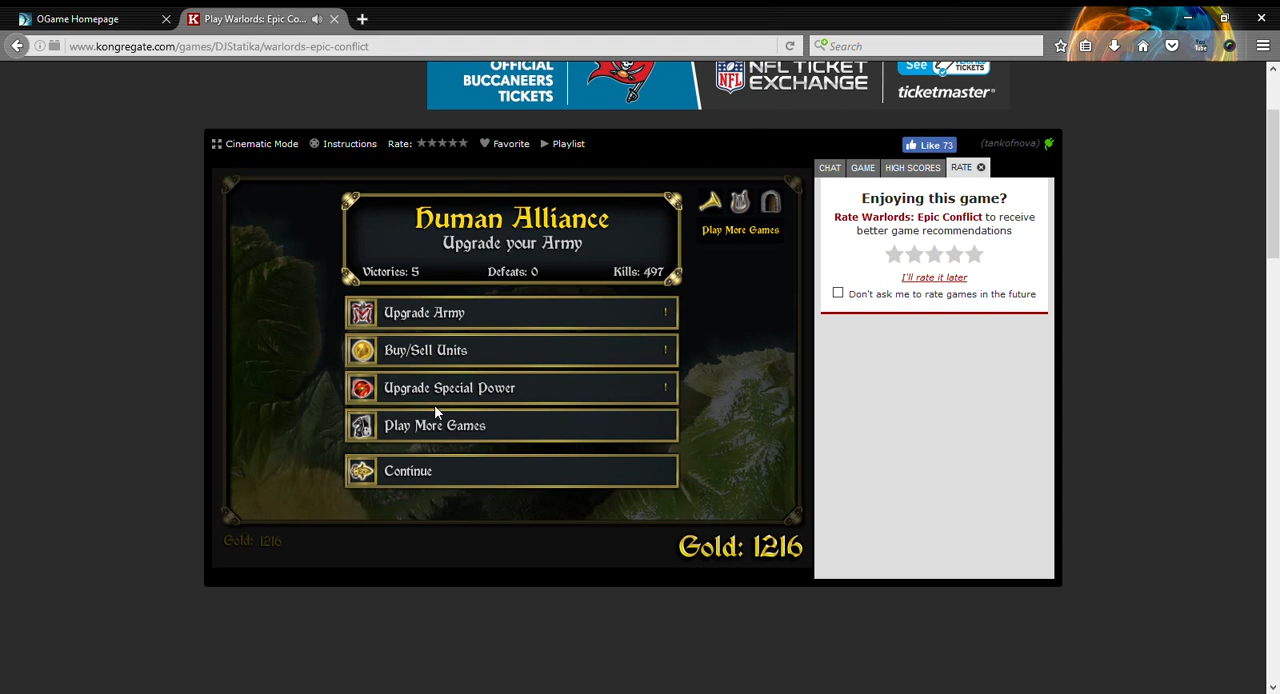 OGame Homepage
Play Warlords: Epic Co...
www.kongregate.com/games/DJStatika/warlords-epic-conflict
Search
You
OFFICIAL
BUCCANEERS
TICKETS
NFL
NFL TICKET
EXCHANGE
See
TICKETS
ticketmaster®
Cinematic Mode
Instructions
Rate:
Favorite
Playlist
Like 73
(tankofnova)
CHAT
GAME
HIGH SCORES
RATE
Human Alliance
Upgrade your Army
Victories: 5
Defeats: 0
Kills: 497
Play More Games
Upgrade Army !
Buy/Sell Units !
Upgrade Special Power !
Play More Games
Continue
Gold: 1216
Gold: 1216
Enjoying this game?
Rate Warlords: Epic Conflict to receive
better game recommendations
I'll rate it later
Don't ask me to rate games in the future